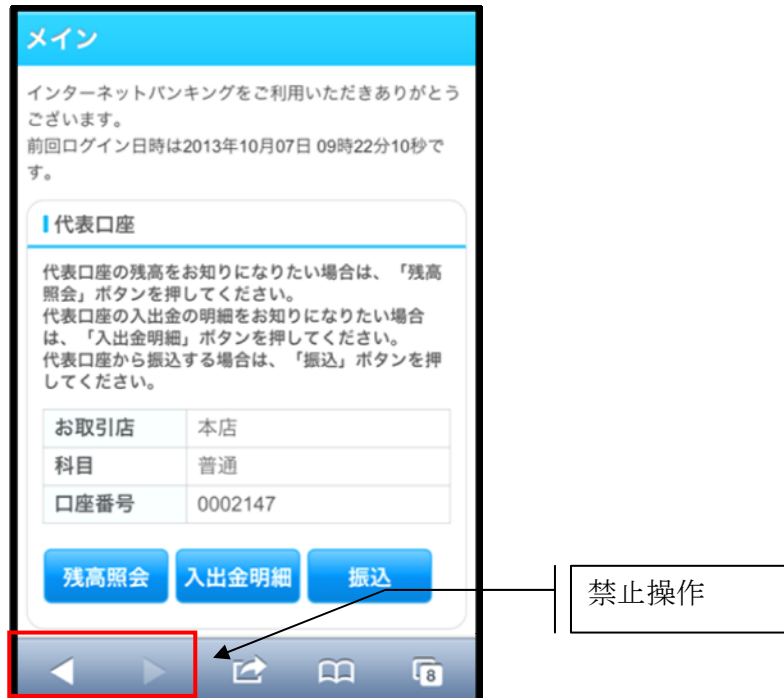 メイン
インターネットバンキングをご利用いただきありがとう
ございます。
前回ログイン日時は2013年10月07日 09時22分10秒で
す。
代表口座
代表口座の残高をお知りになりたい場合は、「残高
照会」ボタンを押してください。
代表口座の入出金の明細をお知りになりたい場合
は、「入出金明細」ボタンを押してください。
代表口座から振込する場合は、「振込」ボタンを押
してください。
お取引店 本店
科目 普通
口座番号 0002147
残高照会 入出金明細 振込
禁止操作
8